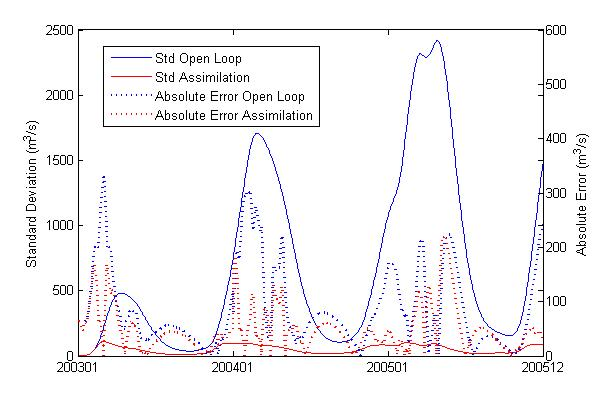 2500
2000
1500
1000
500
0
600
500
400
300
200
100
0
Standard Deviation (m³/s)
Absolute Error (m³/s)
Std Open Loop
Std Assimilation
Absolute Error Open Loop
Absolute Error Assimilation
200301
200401
200501
200512